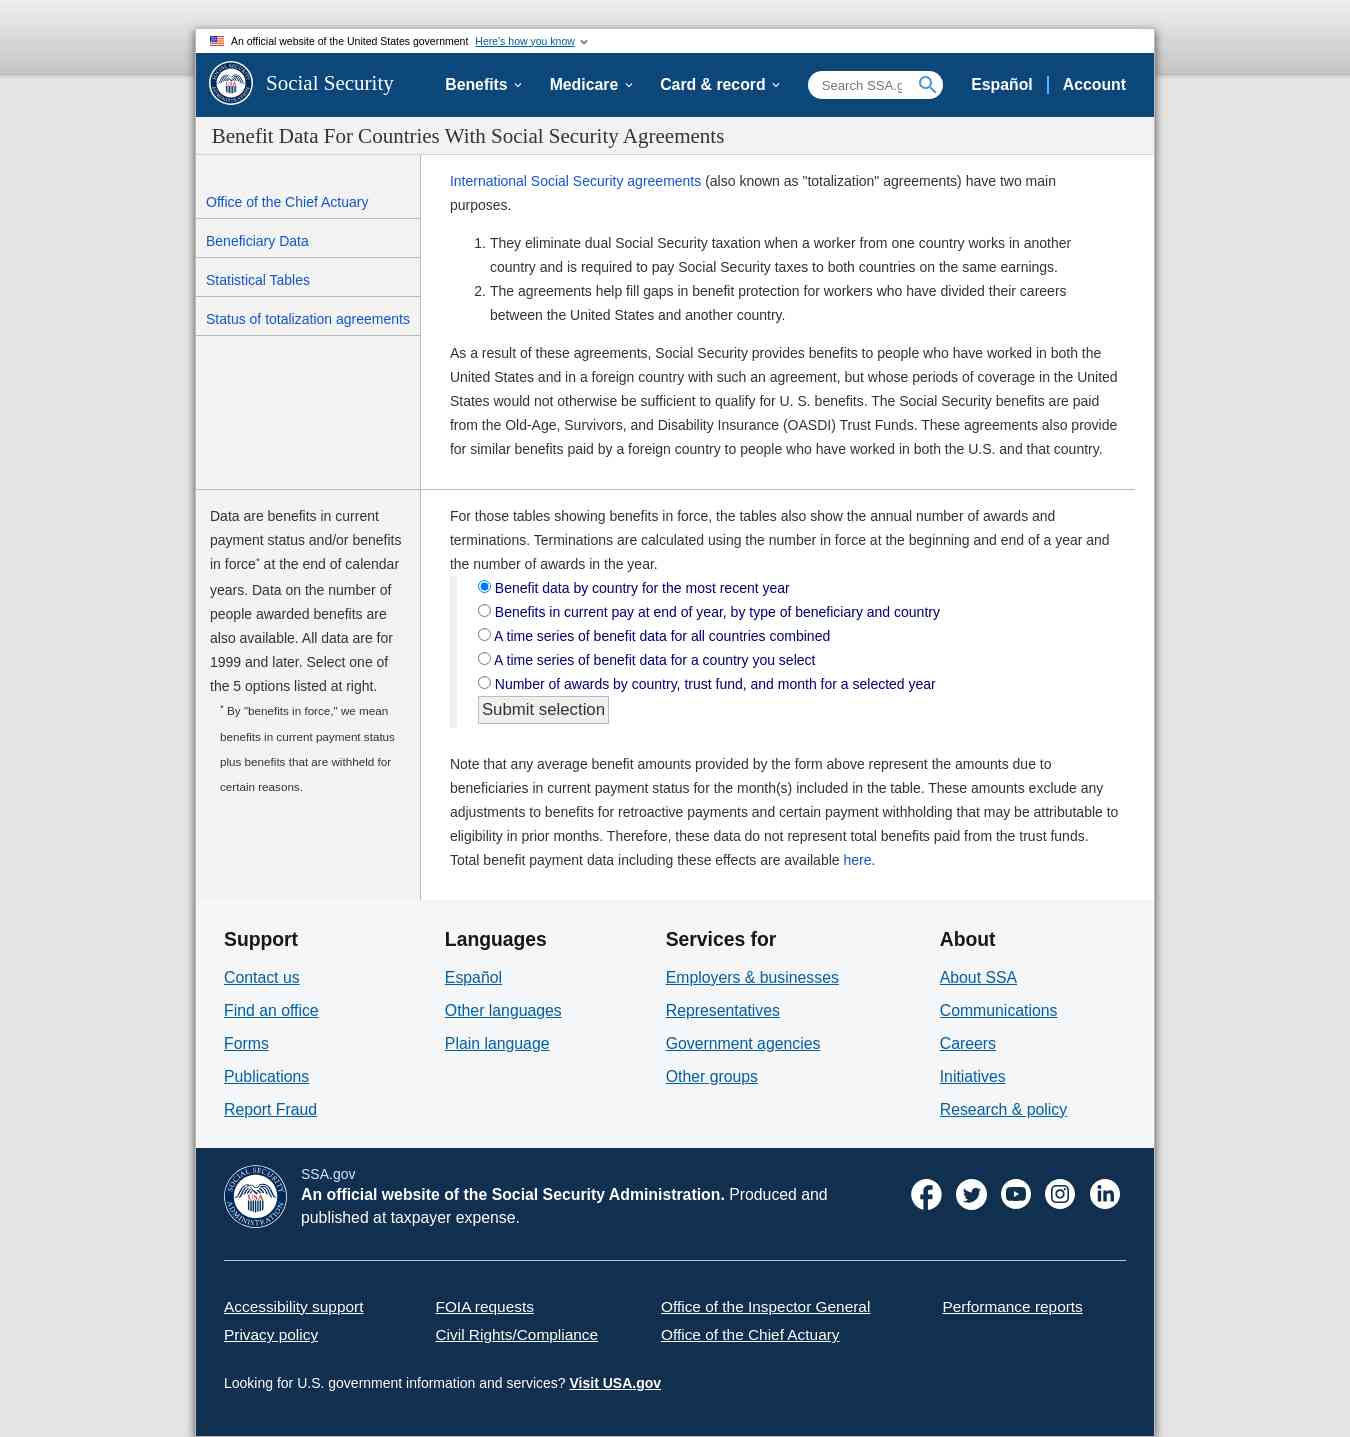 An official website of the United States government Here's how you know
Social Security
Benefits
Medicare
Card & record
Search SSA.g
Español
Account
Benefit Data For Countries With Social Security Agreements
Office of the Chief Actuary
Beneficiary Data
Statistical Tables
Status of totalization agreements
International Social Security agreements (also known as "totalization" agreements) have two main
purposes.
1. They eliminate dual Social Security taxation when a worker from one country works in another
country and is required to pay Social Security taxes to both countries on the same earnings.
2. The agreements help fill gaps in benefit protection for workers who have divided their careers
between the United States and another country.
As a result of these agreements, Social Security provides benefits to people who have worked in both the
United States and in a foreign country with such an agreement, but whose periods of coverage in the United
States would not otherwise be sufficient to qualify for U. S. benefits. The Social Security benefits are paid
from the Old-Age, Survivors, and Disability Insurance (OASDI) Trust Funds. These agreements also provide
for similar benefits paid by a foreign country to people who have worked in both the U.S. and that country.
Data are benefits in current
payment status and/or benefits
in force* at the end of calendar
years. Data on the number of
people awarded benefits are
also available. All data are for
1999 and later. Select one of
the 5 options listed at right.
* By "benefits in force," we mean
benefits in current payment status
plus benefits that are withheld for
certain reasons.
For those tables showing benefits in force, the tables also show the annual number of awards and
terminations. Terminations are calculated using the number in force at the beginning and end of a year and
the number of awards in the year.
Benefit data by country for the most recent year
Benefits in current pay at end of year, by type of beneficiary and country
A time series of benefit data for all countries combined
A time series of benefit data for a country you select
Number of awards by country, trust fund, and month for a selected year
Submit selection
Note that any average benefit amounts provided by the form above represent the amounts due to
beneficiaries in current payment status for the month(s) included in the table. These amounts exclude any
adjustments to benefits for retroactive payments and certain payment withholding that may be attributable to
eligibility in prior months. Therefore, these data do not represent total benefits paid from the trust funds.
Total benefit payment data including these effects are available here.
Support
Contact us
Find an office
Forms
Publications
Report Fraud
Languages
Español
Other languages
Plain language
Services for
Employers & businesses
Representatives
Government agencies
Other groups
About
About SSA
Communications
Careers
Initiatives
Research & policy
SOCIAL SECURITY
USA
ADMINISTRATION
SSA.gov
An official website of the Social Security Administration. Produced and
published at taxpayer expense.
Accessibility support
FOIA requests
Office of the Inspector General
Performance reports
Privacy policy
Civil Rights/Compliance
Office of the Chief Actuary
Looking for U.S. government information and services? Visit USA.gov